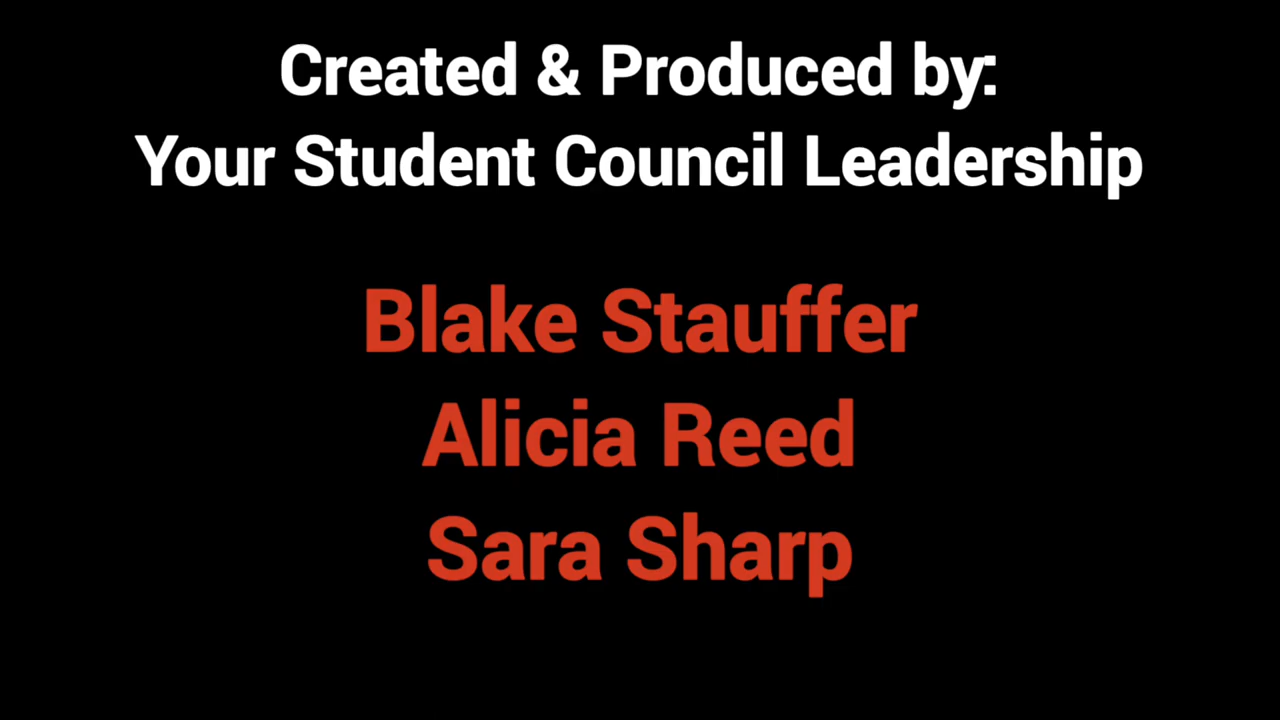 Created & Produced by:
Your Student Council Leadership
Blake Stauffer
Alicia Reed
Sara Sharp